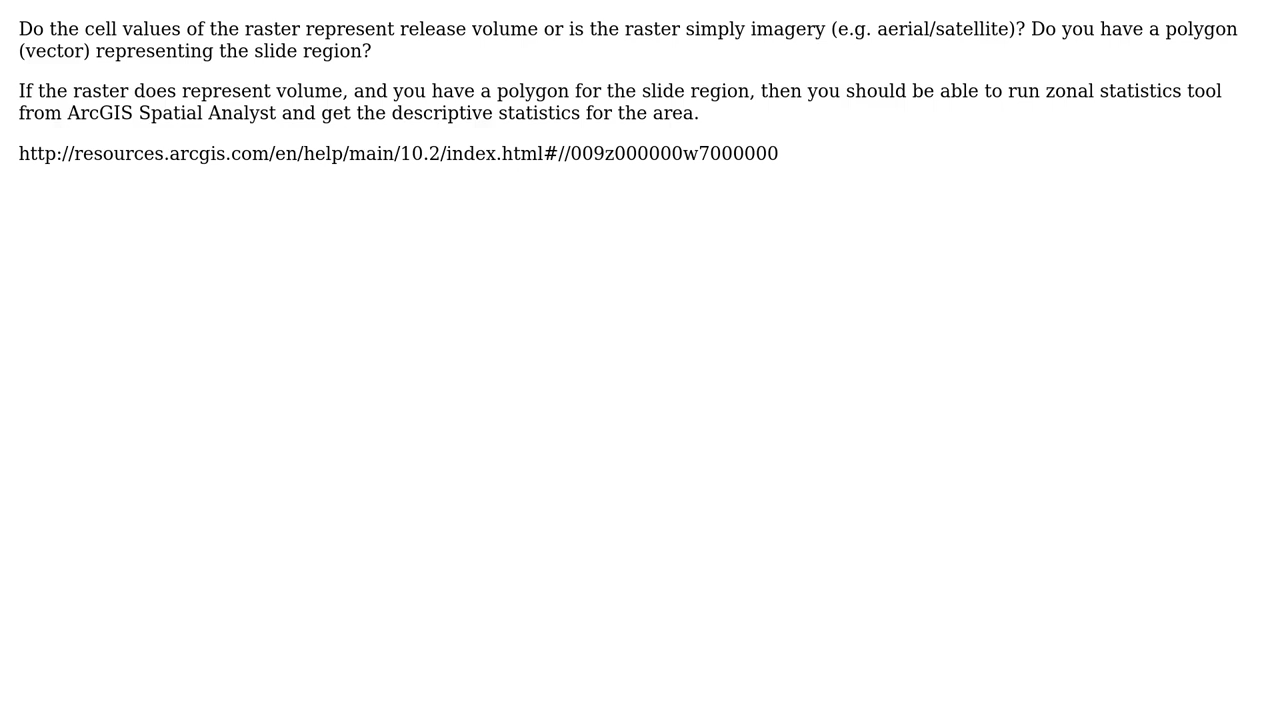 Do the cell values of the raster represent release volume or is the raster simply imagery (e.g. aerial/satellite)? Do you have a polygon
(vector) representing the slide region?
If the raster does represent volume, and you have a polygon for the slide region, then you should be able to run zonal statistics tool
from ArcGIS Spatial Analyst and get the descriptive statistics for the area.
http://resources.arcgis.com/en/help/main/10.2/index.html#//009z000000w7000000